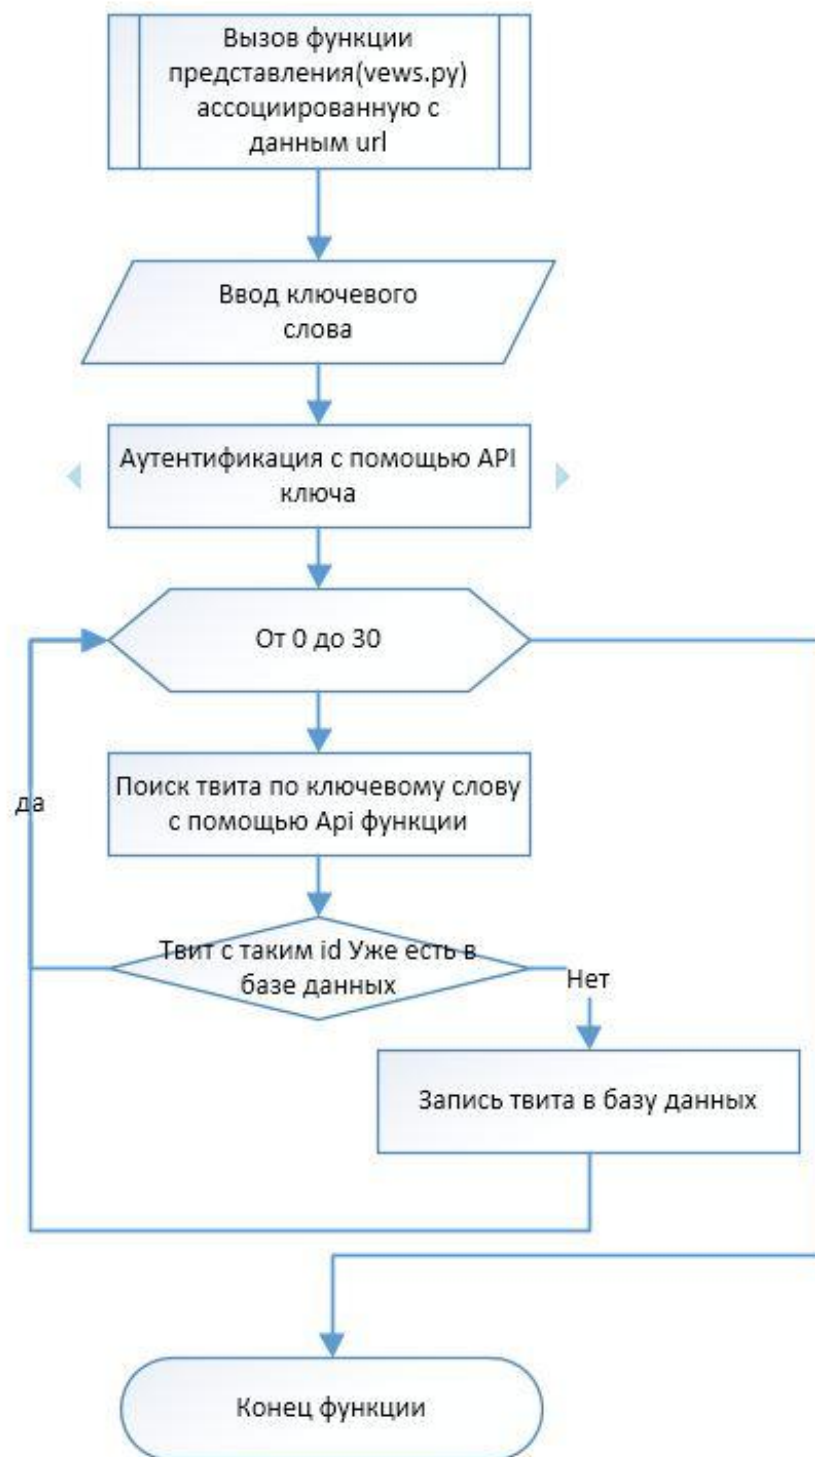 Вызов функции
представления(vews.py)
ассоциированную с
данным url
Ввод ключевого
слова
Аутентификация с помощью API
ключа
От 0 до 30
Поиск твита по ключевому слову
с помощью Api функции
да
Твит с таким id Уже есть в
базе данных
Нет
Запись твита в базу данных
Конец функции